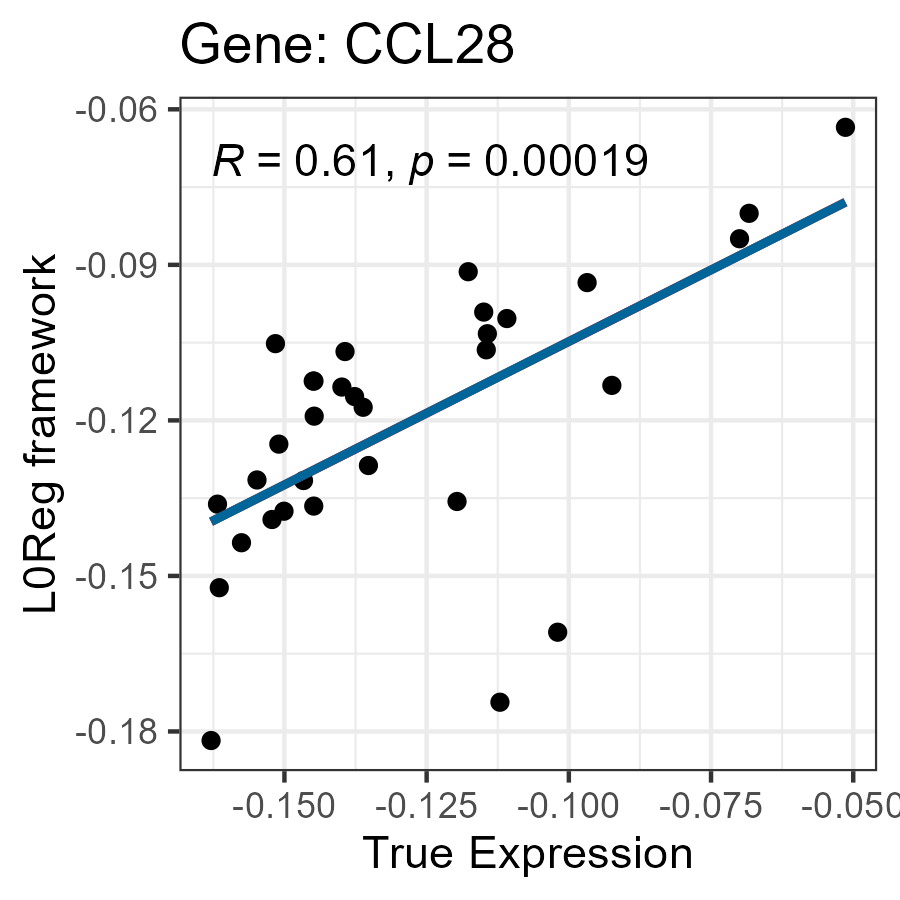 Gene: CCL28
R = 0.61, p = 0.00019
-0.06
-0.09
-0.12
-0.15
-0.18
L0Reg framework
-0.150 -0.125 -0.100 -0.075 -0.050
True Expression